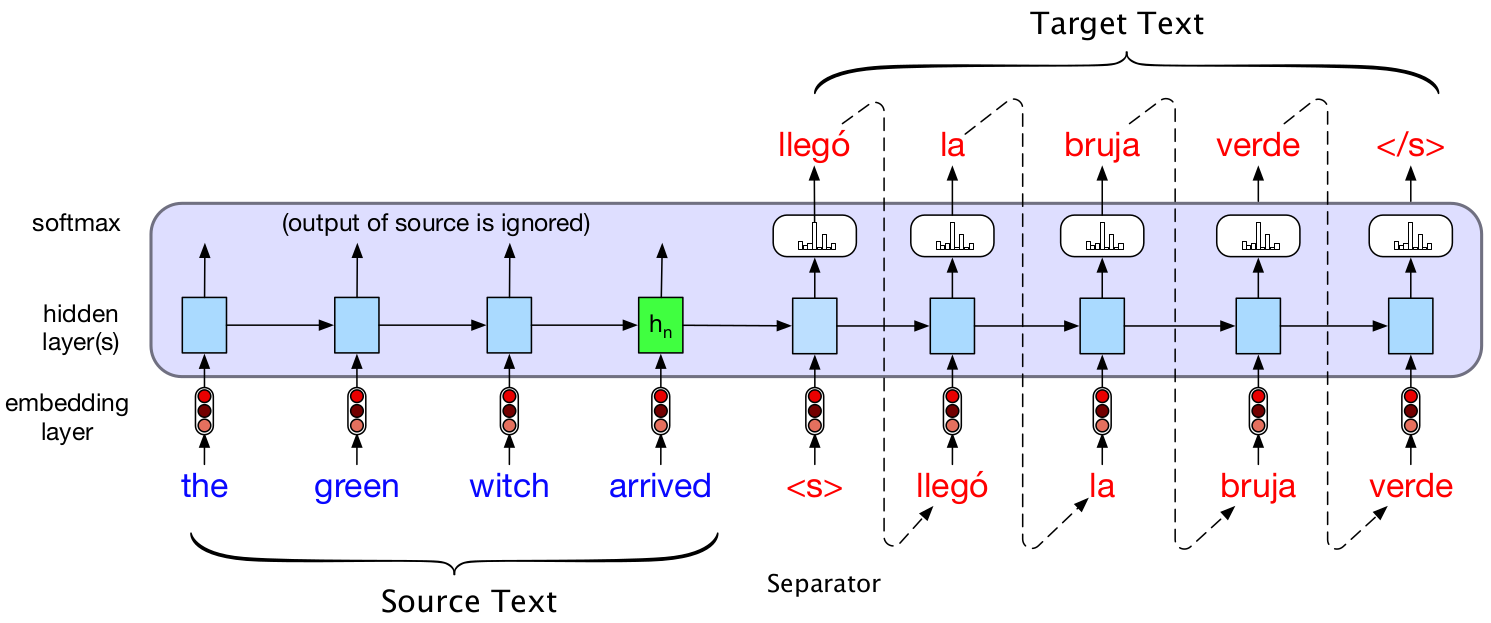 Target Text
llegó la bruja verde </s>
softmax
(output of source is ignored)
hidden
layer(s)
hn
embedding
layer
the green witch arrived <s> llegó la bruja verde
Separator
Source Text